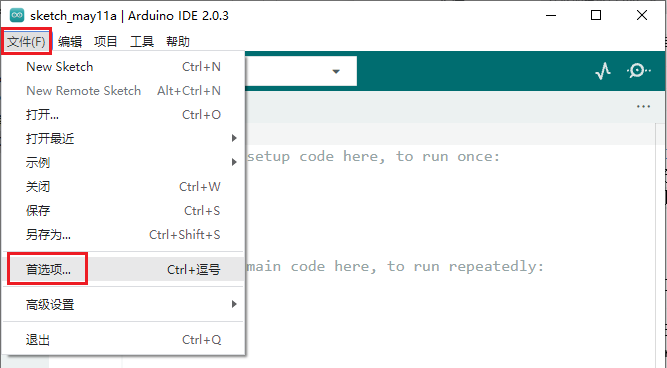 sketch_may11a | Arduino IDE 2.0.3
文件(F) 编辑 项目 工具 帮助
New Sketch Ctrl+N
New Remote Sketch Alt+Ctrl+N
打开... Ctrl+O
打开最近
示例
setup code here, to run once:
关闭 Ctrl+W
保存 Ctrl+S
另存为... Ctrl+Shift+S
首选项... Ctrl+逗号
main code here, to run repeatedly:
高级设置
退出 Ctrl+Q